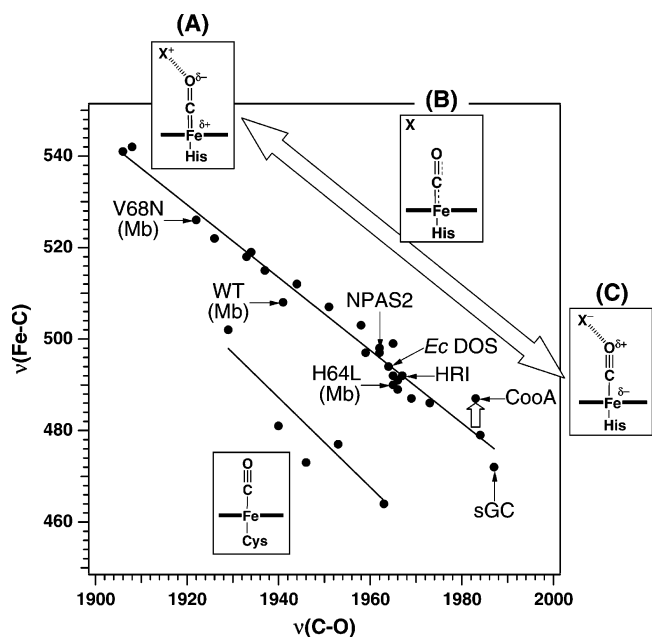 (A)
X+
Oδ−
C
δ+
Fe
His
(B)
X
O
C
Fe
His
(C)
X−
Oδ+
C
δ−
Fe
His
540
520
500
480
460
ν(Fe-C)
V68N
(Mb)
WT
(Mb)
NPAS2
Ec DOS
H64L
(Mb)
HRI
CooA
sGC
O
C
Fe
Cys
1900
1920
1940
1960
1980
2000
ν(C-O)